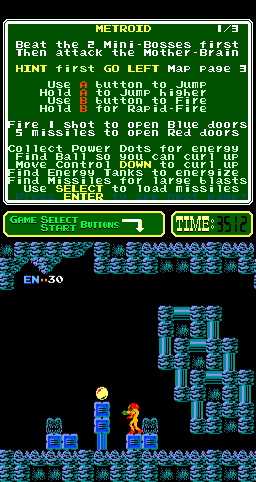 METROID 1/3
Beat the 2 Mini-Bosses first
Then attack the Mother-Brain
HINT first GO LEFT Map page 3
Use A button to Jump
Hold A to Jump higher
Use B button to Fire
Hold B for Rapid-Fire
Fire 1 shot to open Blue doors
5 missiles to open Red doors
Collect Power Dots for energy
Find Ball so you can curl up
Move Control DOWN to curl up
Find Energy Tanks to energize
Find Missiles for large blasts
Use SELECT to load missiles
ENTER
GAME SELECT
START BUTTONS
TIME: 3512
EN..30